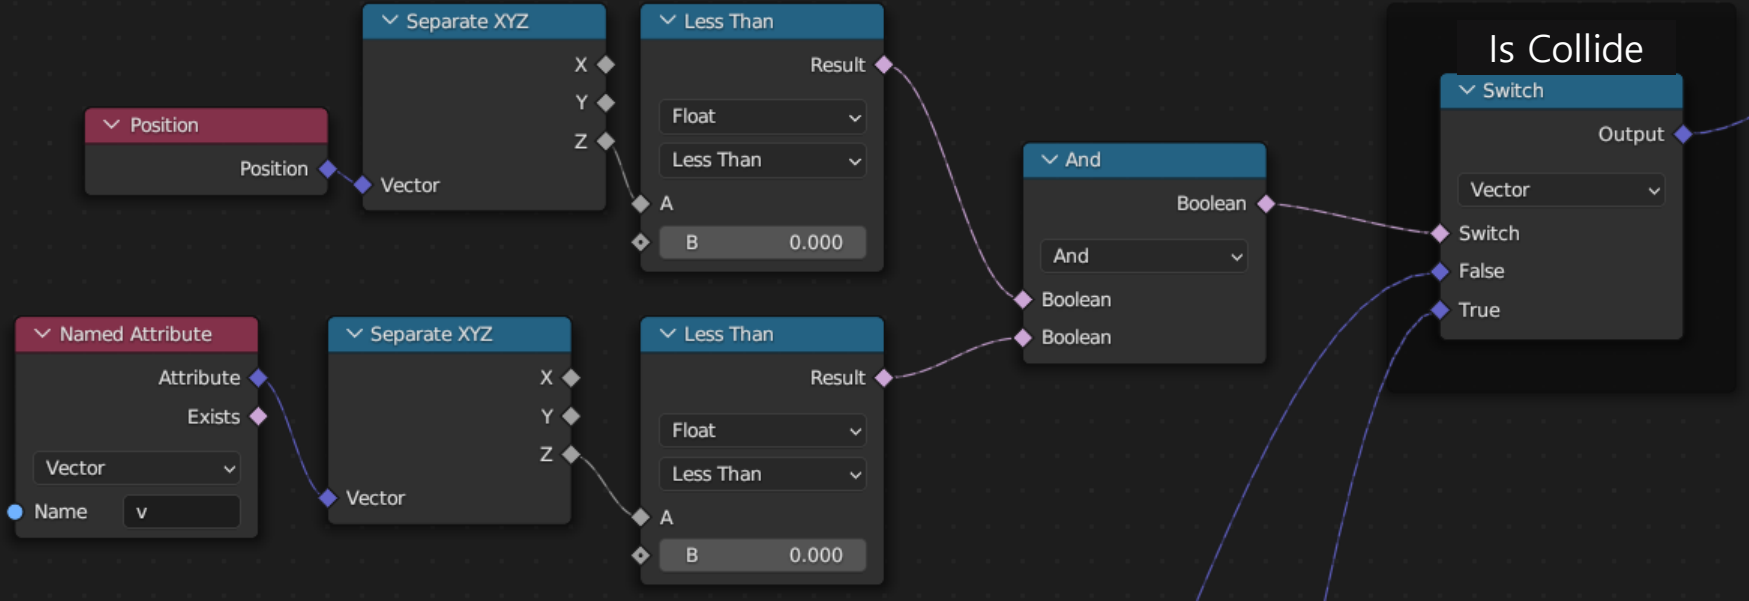 Position
Position
Separate XYZ
X
Y
Z
Vector
Less Than
Result
Float
Less Than
A
B 0.000
Named Attribute
Attribute
Exists
Vector
Name v
Separate XYZ
X
Y
Z
Vector
Less Than
Result
Float
Less Than
A
B 0.000
And
Boolean
And
Boolean
Boolean
Is Collide
Switch
Output
Vector
Switch
False
True